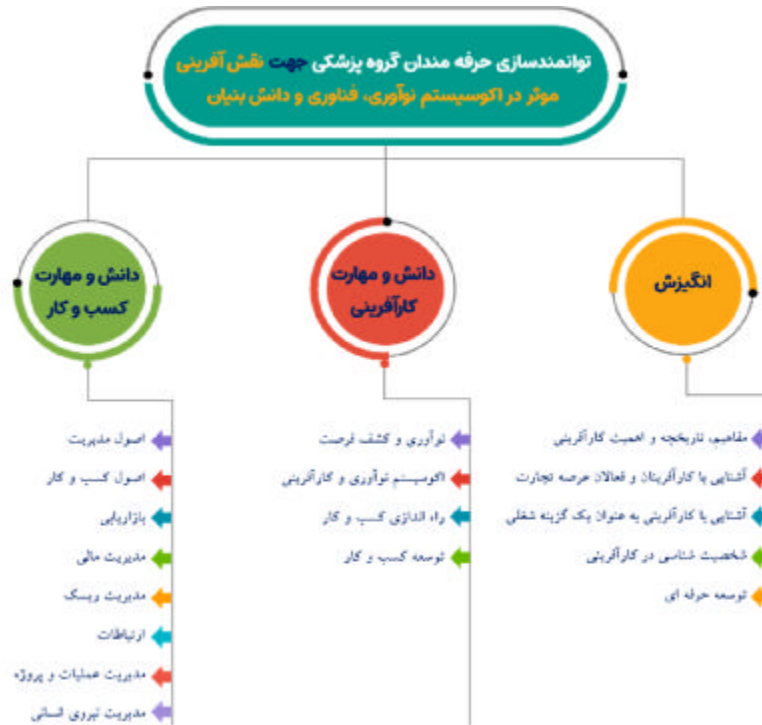 توانمندسازی حرفه مندان گروه پزشکی جهت نقش آفرینی
موثر در اکوسیستم نوآوری، فناوری و دانش بنیان
انگیزش
مفاهیم، تاریخچه و اهمیت کارآفرینی
آشنایی با کارآفرینان و فعالان عرصه تجارت
آشنایی با کارآفرینی به عنوان یک گزینه شغلی
شخصیت شناسی در کارآفرینی
توسعه حرفه ای
دانش و مهارت
کارآفرینی
نوآوری و کشف فرصت
اکوسیستم نوآوری و کارآفرینی
راه اندازی کسب و کار
توسعه کسب و کار
دانش و مهارت
کسب و کار
اصول مدیریت
اصول کسب و کار
بازاریابی
مدیریت مالی
مدیریت ریسک
ارتباطات
مدیریت عملیات و پروژه
مدیریت نیروی انسانی